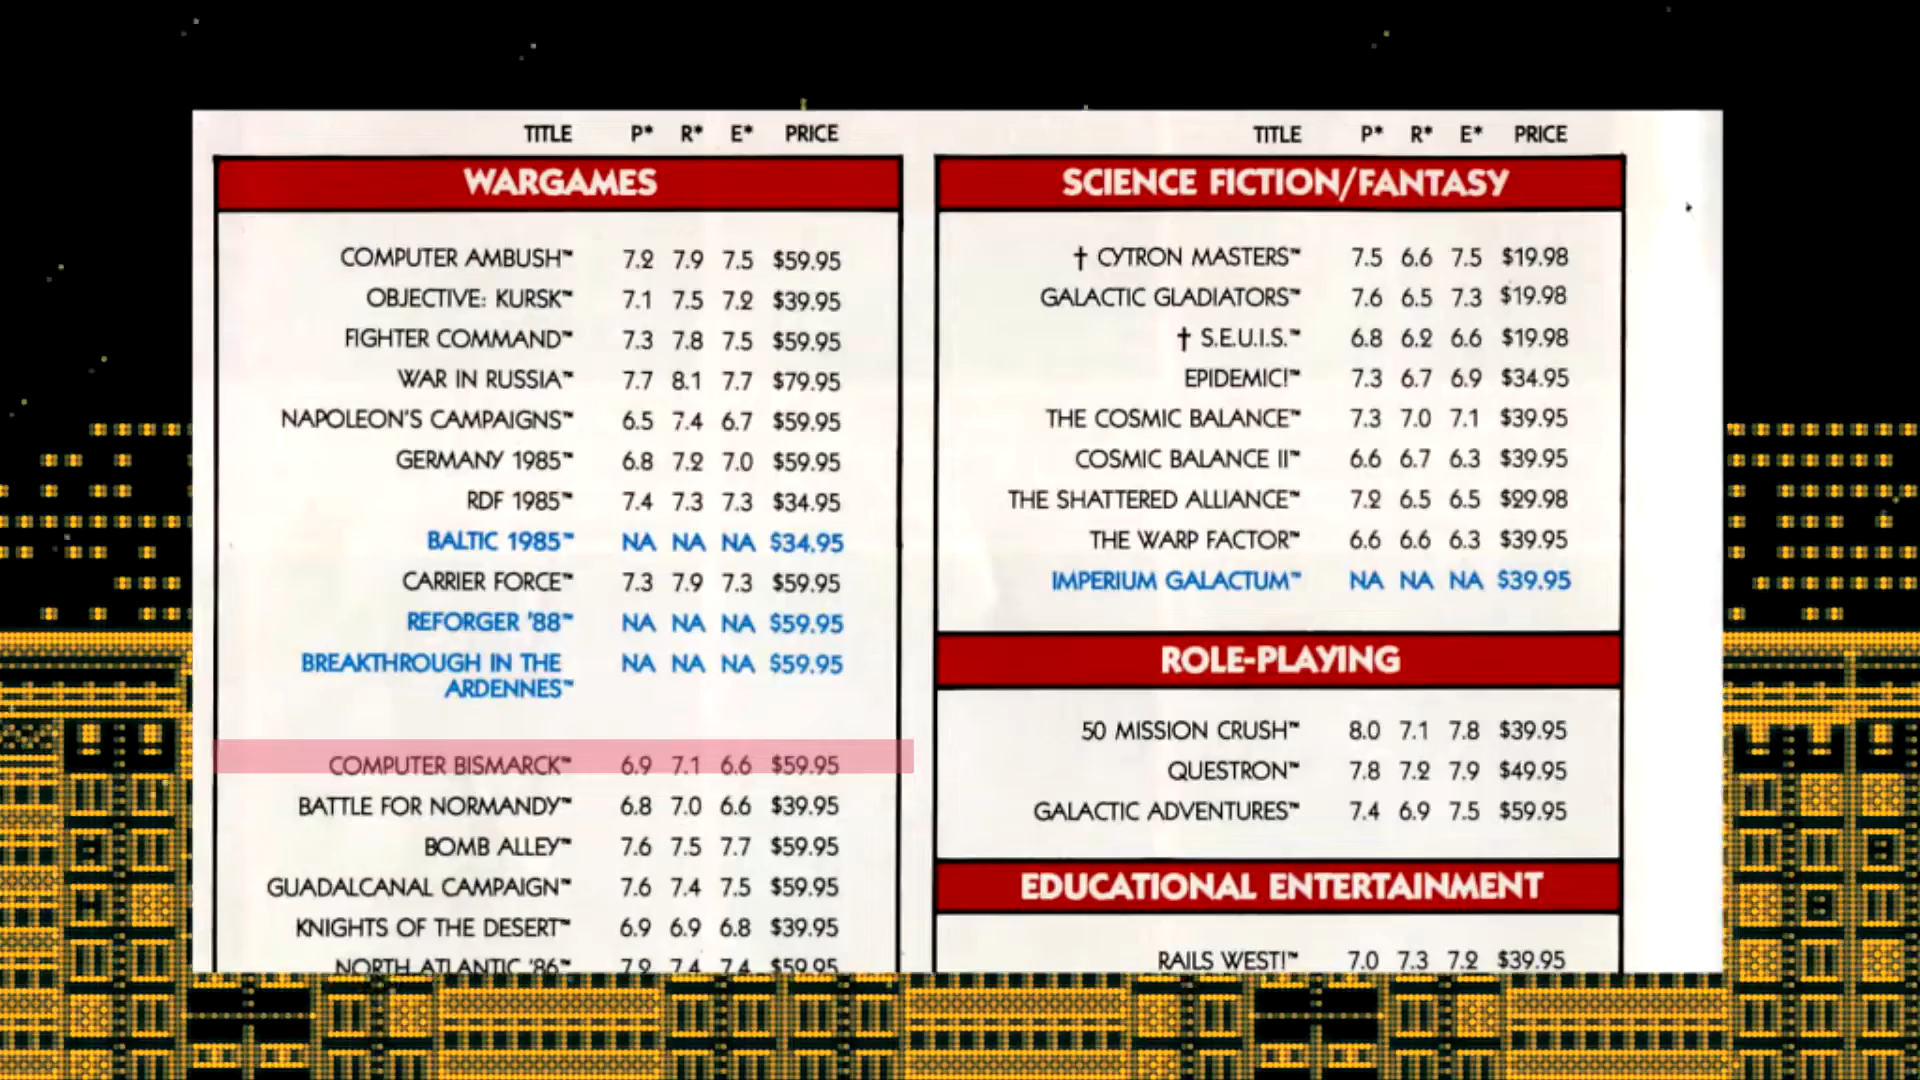 TITLE P* R* E* PRICE
WARGAMES
COMPUTER AMBUSH™ 7.2 7.9 7.5 $59.95
OBJECTIVE: KURSK™ 7.1 7.5 7.2 $39.95
FIGHTER COMMAND™ 7.3 7.8 7.5 $59.95
WAR IN RUSSIA™ 7.7 8.1 7.7 $79.95
NAPOLEON'S CAMPAIGNS™ 6.5 7.4 6.7 $59.95
GERMANY 1985™ 6.8 7.2 7.0 $59.95
RDF 1985™ 7.4 7.3 7.3 $34.95
BALTIC 1985™ NA NA NA $34.95
CARRIER FORCE™ 7.3 7.9 7.3 $59.95
REFORGER '88™ NA NA NA $59.95
BREAKTHROUGH IN THE NA NA NA $59.95
ARDENNES™
COMPUTER BISMARCK™ 6.9 7.1 6.6 $59.95
BATTLE FOR NORMANDY™ 6.8 7.0 6.6 $39.95
BOMB ALLEY™ 7.6 7.5 7.7 $59.95
GUADALCANAL CAMPAIGN™ 7.6 7.4 7.5 $59.95
KNIGHTS OF THE DESERT™ 6.9 6.9 6.8 $39.95
NORTH ATLANTIC '86™ 7.2 7.4 7.4 $59.95
TITLE P* R* E* PRICE
SCIENCE FICTION/FANTASY
† CYTRON MASTERS™ 7.5 6.6 7.5 $19.98
GALACTIC GLADIATORS™ 7.6 6.5 7.3 $19.98
† S.E.U.I.S.™ 6.8 6.2 6.6 $19.98
EPIDEMIC!™ 7.3 6.7 6.9 $34.95
THE COSMIC BALANCE™ 7.3 7.0 7.1 $39.95
COSMIC BALANCE II™ 6.6 6.7 6.3 $39.95
THE SHATTERED ALLIANCE™ 7.2 6.5 6.5 $29.98
THE WARP FACTOR™ 6.6 6.6 6.3 $39.95
IMPERIUM GALACTUM™ NA NA NA $39.95
ROLE-PLAYING
50 MISSION CRUSH™ 8.0 7.1 7.8 $39.95
QUESTRON™ 7.8 7.2 7.9 $49.95
GALACTIC ADVENTURES™ 7.4 6.9 7.5 $59.95
EDUCATIONAL ENTERTAINMENT
RAILS WEST!™ 7.0 7.3 7.2 $39.95